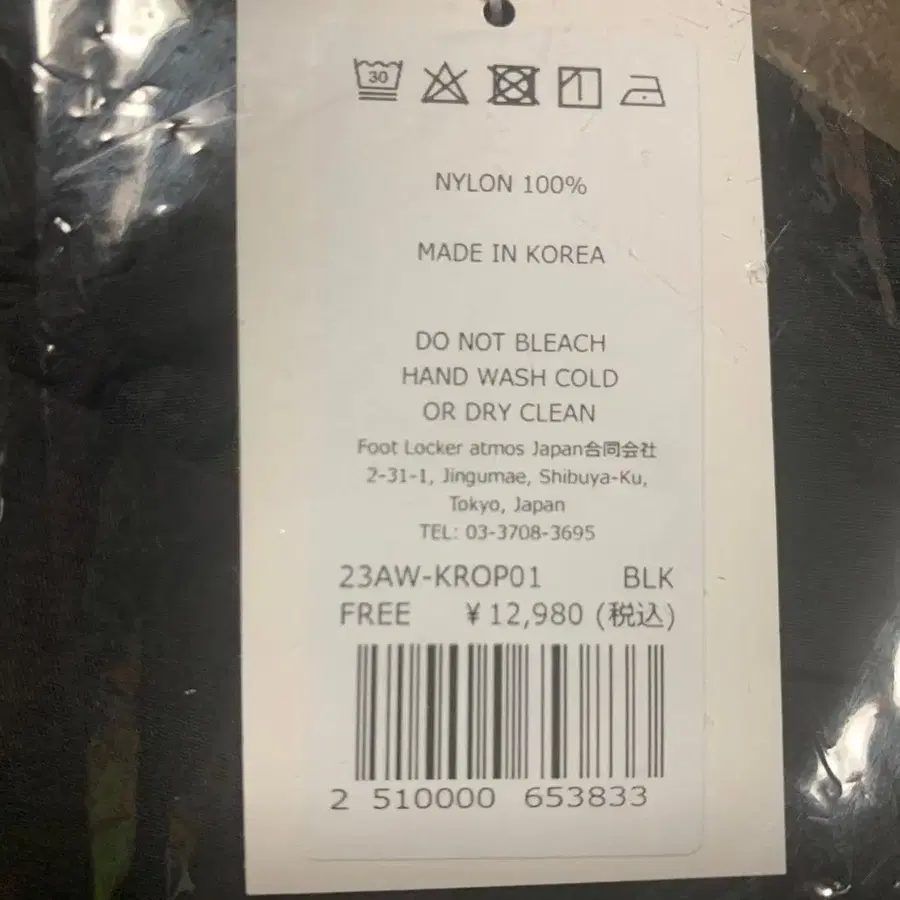 30
NYLON 100%
MADE IN KOREA
DO NOT BLEACH
HAND WASH COLD
OR DRY CLEAN
Foot Locker atmos Japan合同会社
2-31-1, Jingumae, Shibuya-Ku,
Tokyo, Japan
TEL: 03-3708-3695
23AW-KROP01 BLK
FREE ¥12,980 (税込)
2 510000 653833